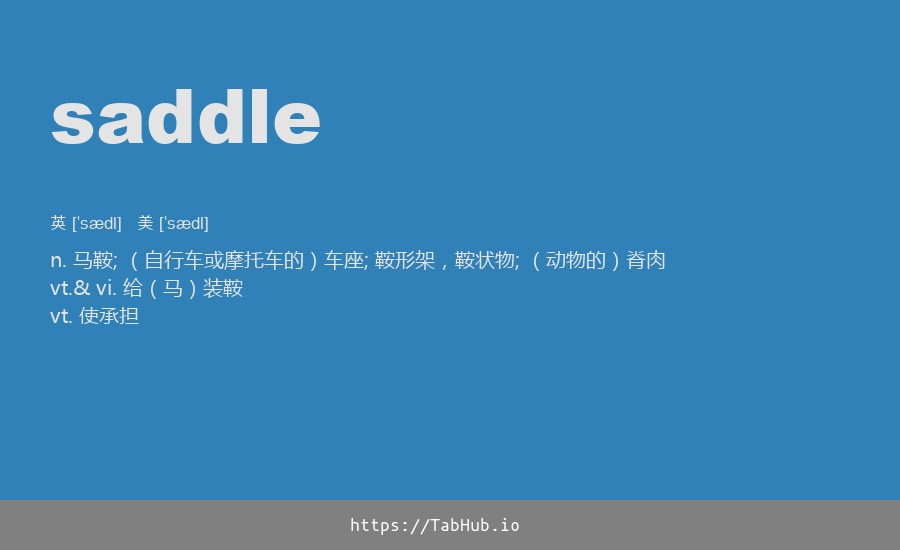 saddle
英 [ˈsædl] 美 [ˈsædl]
n. 马鞍; （自行车或摩托车的）车座; 鞍形架，鞍状物; （动物的）脊肉
vt.& vi. 给（马）装鞍
vt. 使承担
https://TabHub.io